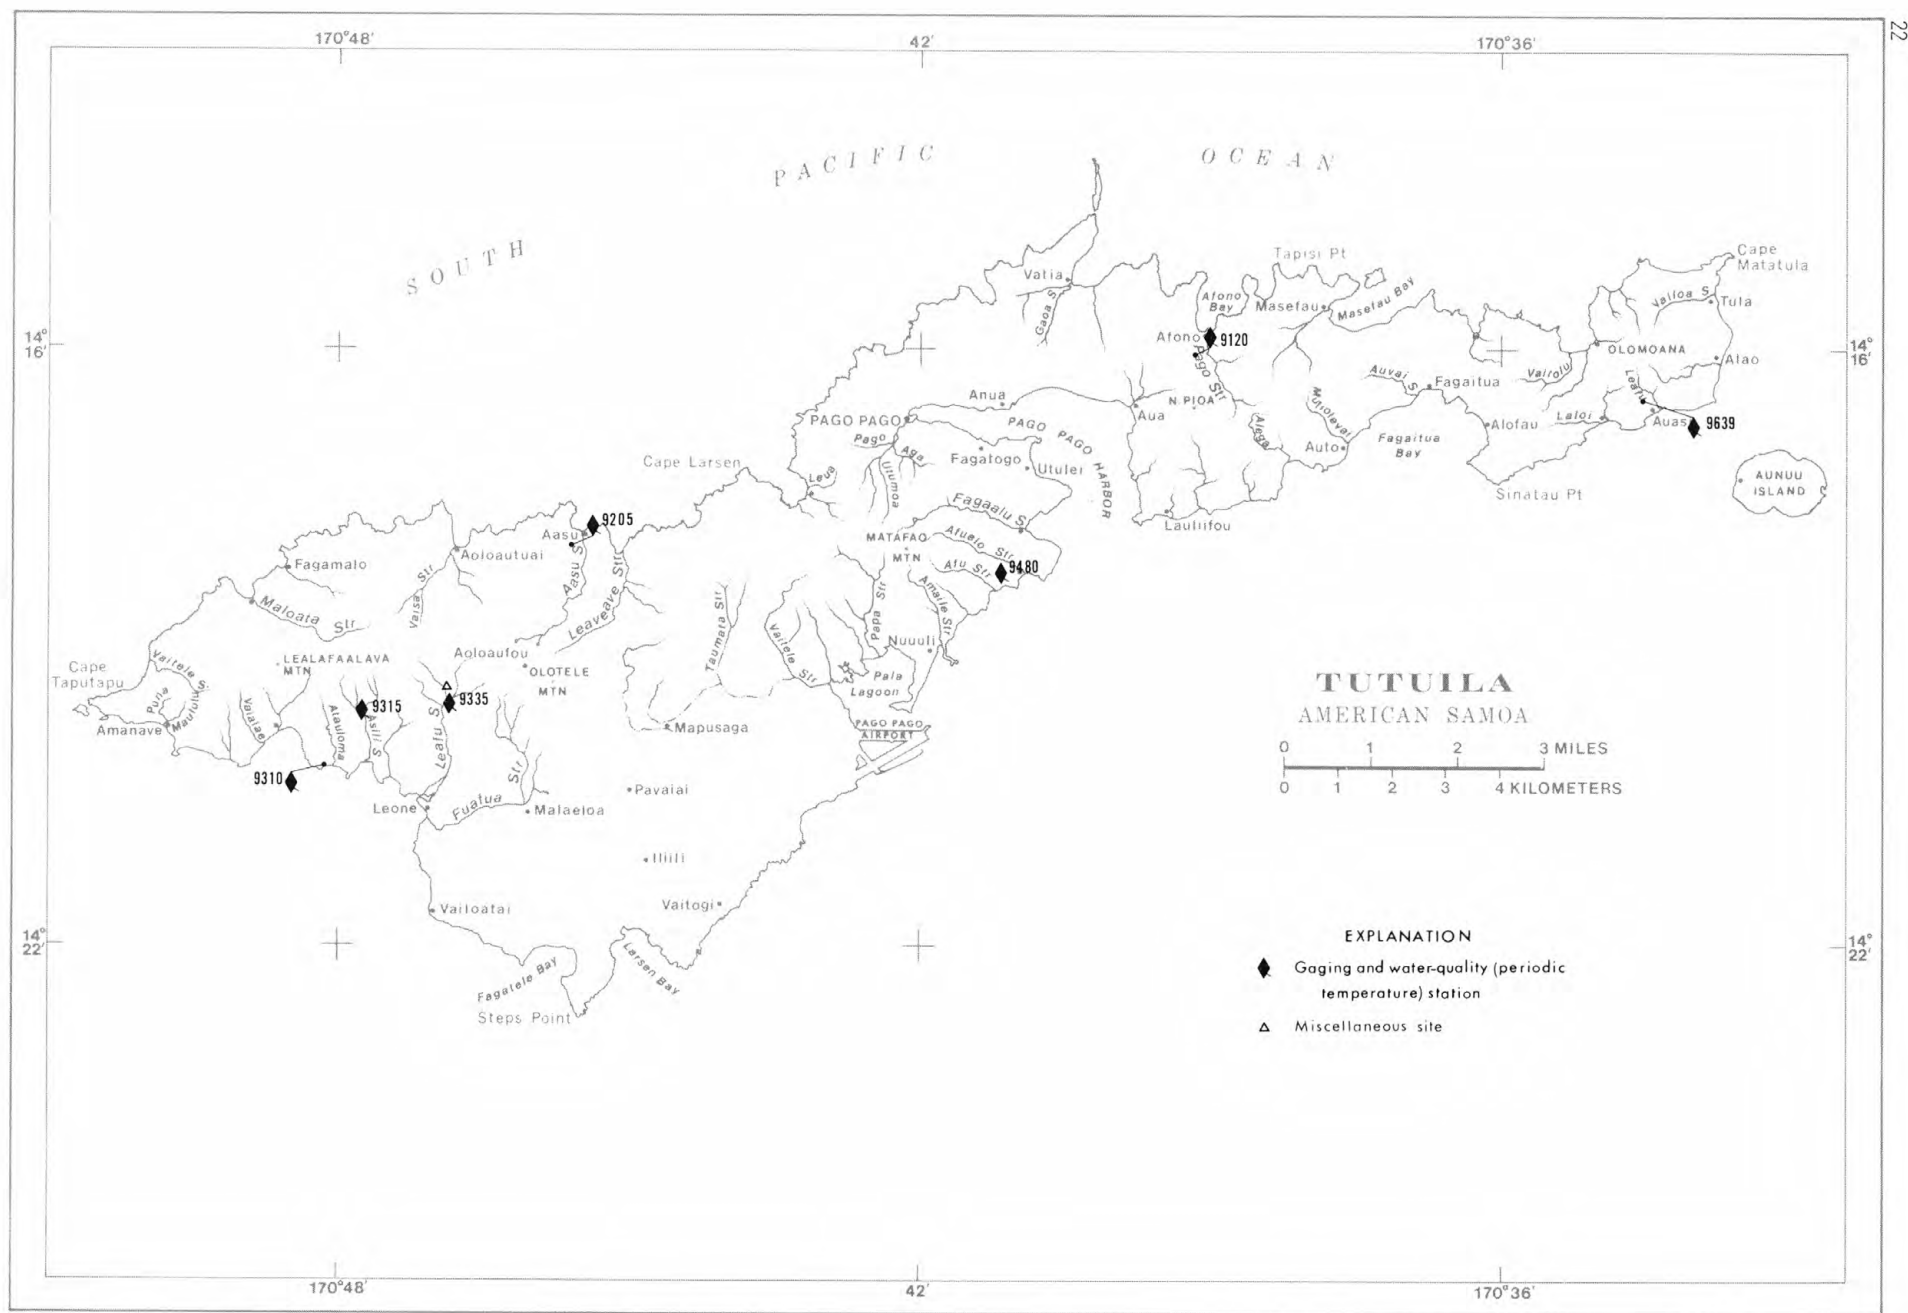 22
170°48'
42'
170°36'
PACIFIC
OCEAN
SOUTH
Tapisi Pt
Cape
Matatula
Vatia
Gaoa S
Afono
Bay
Masefau
Masefau Bay
Vailoa S
Tula
14°
16'
Afono
9120
Pago Str
OLOMOANA
14°
16'
Alao
Auvai S
Fagaitua
Vairolu
Leafu
Anua
N.PIOA
Aua
PAGO PAGO
PAGO PAGO HARBOR
Alega
Auto
Fagaitua
Bay
Alofau
Laloi
Auasi
9639
Pago
Aga
Fagatogo
Utulei
Cape Larsen
Leua
Utumoa
Sinatau Pt
AUNUU
ISLAND
Fagaalu S
Lauliifou
9205
Aasu
Aasu S
MATAFAO
MTN
Afuelo Str
Afu Str
9480
Aoloautuai
Fagamalo
Maloata Str
Vaisa Str
Leaveave Str
Taumata Str
Vaitele Str
Papa Str
Amaile Str
Nuuuli
Aoloaufou
OLOTELE
MTN
LEALAFAALAVA
MTN
Cape
Taputapu
Vaitele S.
Puna
Maufulu
Amanave
Vaialae
Atauloma
Asili S
9315
9335
Leafu S
Pala
Lagoon
TUTUILA
AMERICAN SAMOA
Mapusaga
PAGO PAGO
AIRPORT
0 1 2 3 MILES
0 1 2 3 4 KILOMETERS
9310
Leone
Fuafua Str
Malaeloa
Pavaiai
Iliili
Vailoatai
Vaitogi
14°
22'
14°
22'
Fagatele Bay
Larsen Bay
Steps Point
EXPLANATION
Gaging and water-quality (periodic
temperature) station
Miscellaneous site
170°48'
42'
170°36'